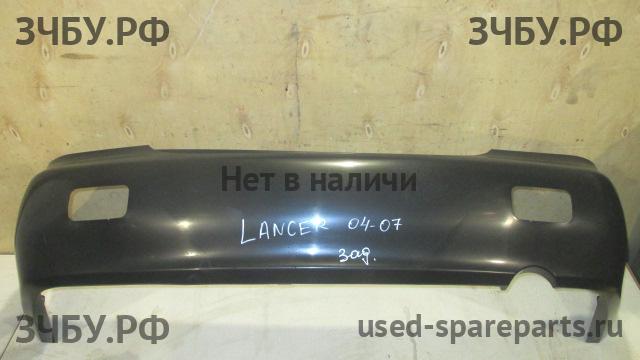 ЗЧБУ.РФ ЗЧБУ.РФ
Нет в наличи
LANCER 04-07
зад.
ЗЧБУ.РФ used-spareparts.ru